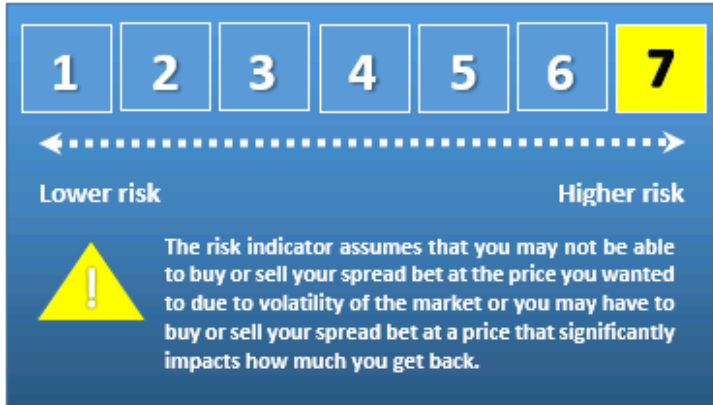 1 2 3 4 5 6 7
Lower risk Higher risk
!
The risk indicator assumes that you may not be able
to buy or sell your spread bet at the price you wanted
to due to volatility of the market or you may have to
buy or sell your spread bet at a price that significantly
impacts how much you get back.